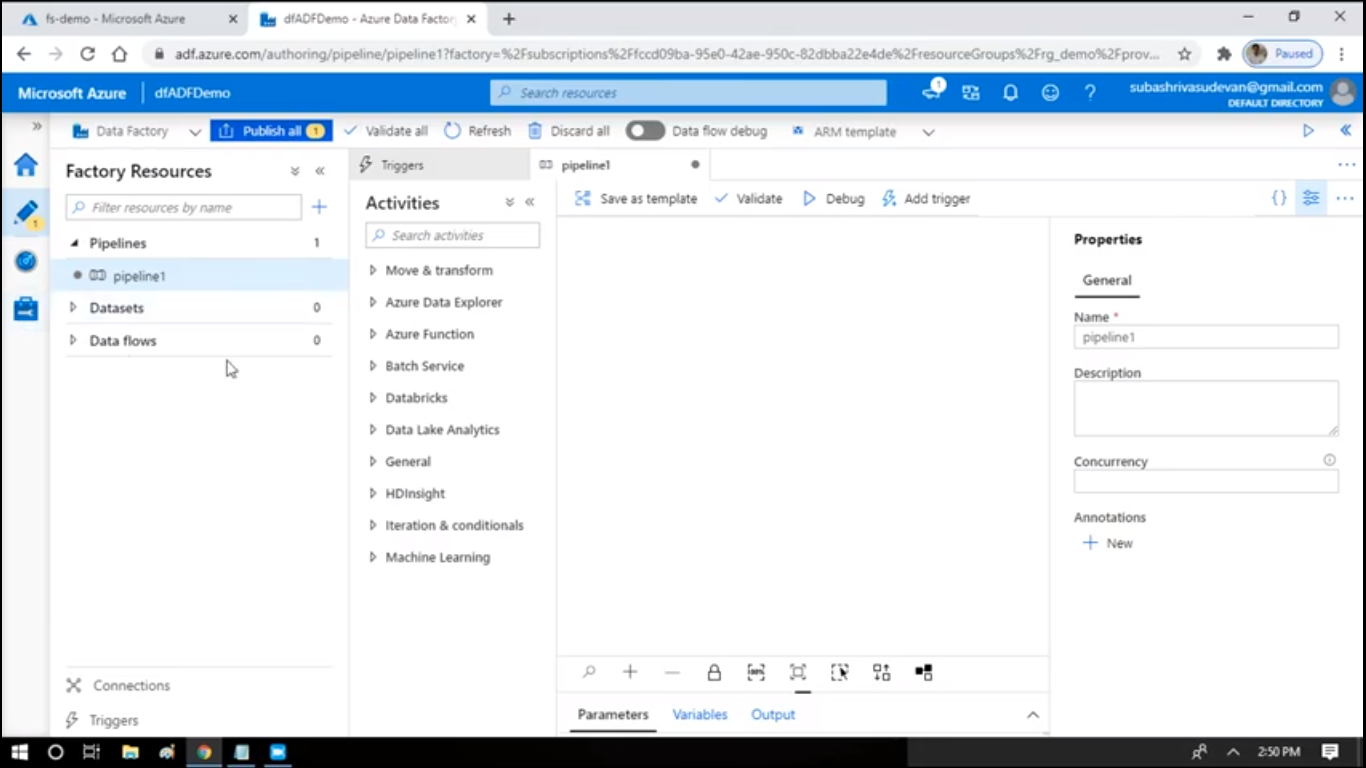 fs-demo - Microsoft Azure
dfADFDemo - Azure Data Factor
adf.azure.com/authoring/pipeline/pipeline1?factory=%2Fsubscriptions%2Ffccd09ba-95e0-42ae-950c-82dbba22e4de%2FresourceGroups%2Frg_demo%2Fprov...
Paused
Microsoft Azure
dfADFDemo
Search resources
1
subashrivasudevan@gmail.com
DEFAULT DIRECTORY
Data Factory
Publish all 1
Validate all
Refresh
Discard all
Data flow debug
ARM template
1
Factory Resources
Filter resources by name
Pipelines 1
pipeline1
Datasets 0
Data flows 0
Connections
Triggers
Triggers
pipeline1
Activities
Search activities
Move & transform
Azure Data Explorer
Azure Function
Batch Service
Databricks
Data Lake Analytics
General
HDInsight
Iteration & conditionals
Machine Learning
Save as template
Validate
Debug
Add trigger
{}
100%
Parameters
Variables
Output
Properties
General
Name *
pipeline1
Description
Concurrency
Annotations
New
2:50 PM